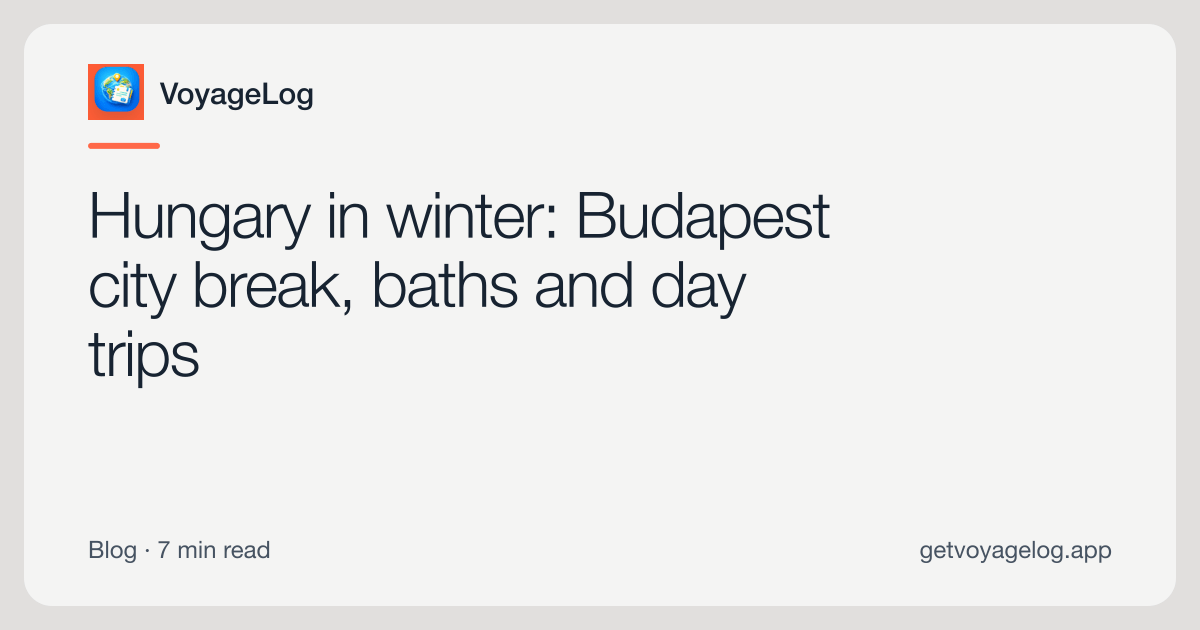 VoyageLog
Hungary in winter: Budapest
city break, baths and day
trips
Blog · 7 min read
getvoyagelog.app